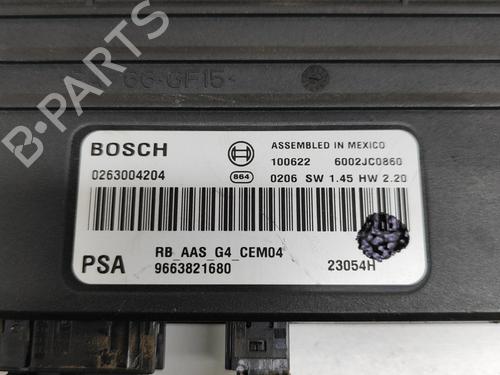 66-GF15<
BOSCH
ASSEMBLED IN MEXICO
100622 6002JC0860
0263004204
864
0206 SW 1.45 HW 2.20
RB_AAS_G4_CEM04
PSA
9663821680
23054H
B-PARTS